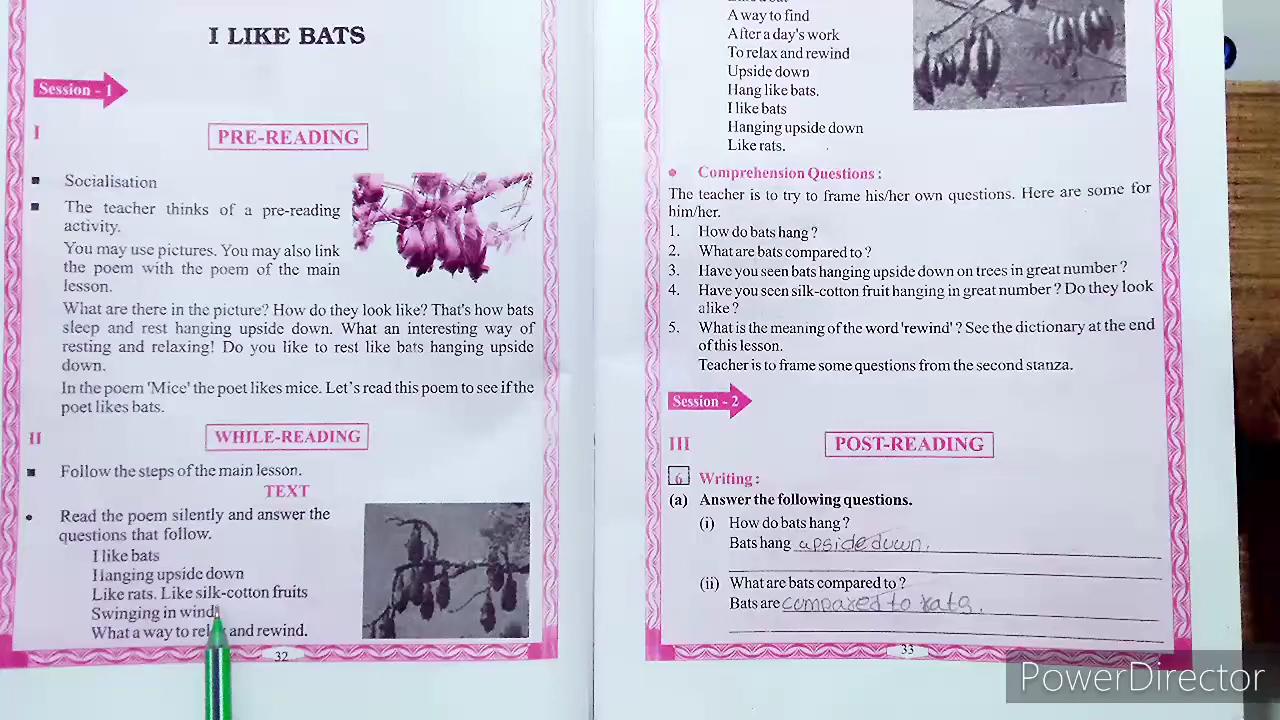 I LIKE BATS
Session - 1
I
PRE-READING
Socialisation
The teacher thinks of a pre-reading
activity.
You may use pictures. You may also link
the poem with the poem of the main
lesson.
What are there in the picture? How do they look like? That's how bats
sleep and rest hanging upside down. What an interesting way of
resting and relaxing! Do you like to rest like bats hanging upside
down.
In the poem 'Mice' the poet likes mice. Let's read this poem to see if the
poet likes bats.
II
WHILE-READING
Follow the steps of the main lesson.
TEXT
Read the poem silently and answer the
questions that follow.
I like bats
Hanging upside down
Like rats. Like silk-cotton fruits
Swinging in wind
What a way to and rewind.
32
A way to find
After a day's work
To relax and rewind
Upside down
Hang like bats.
I like bats
Hanging upside down
Like rats.
Comprehension Questions :
The teacher is to try to frame his/her own questions. Here are some for
him/her.
1. How do bats hang ?
2. What are bats compared to ?
3. Have you seen bats hanging upside down on trees in great number ?
4. Have you seen silk-cotton fruit hanging in great number ? Do they look
alike ?
5. What is the meaning of the word 'rewind' ? See the dictionary at the end
of this lesson.
Teacher is to frame some questions from the second stanza.
Session - 2
III
POST-READING
6 Writing :
(a) Answer the following questions.
(i) How do bats hang ?
Bats hang upside down.
(ii) What are bats compared to ?
Bats are compared to rats.
33
PowerDirector